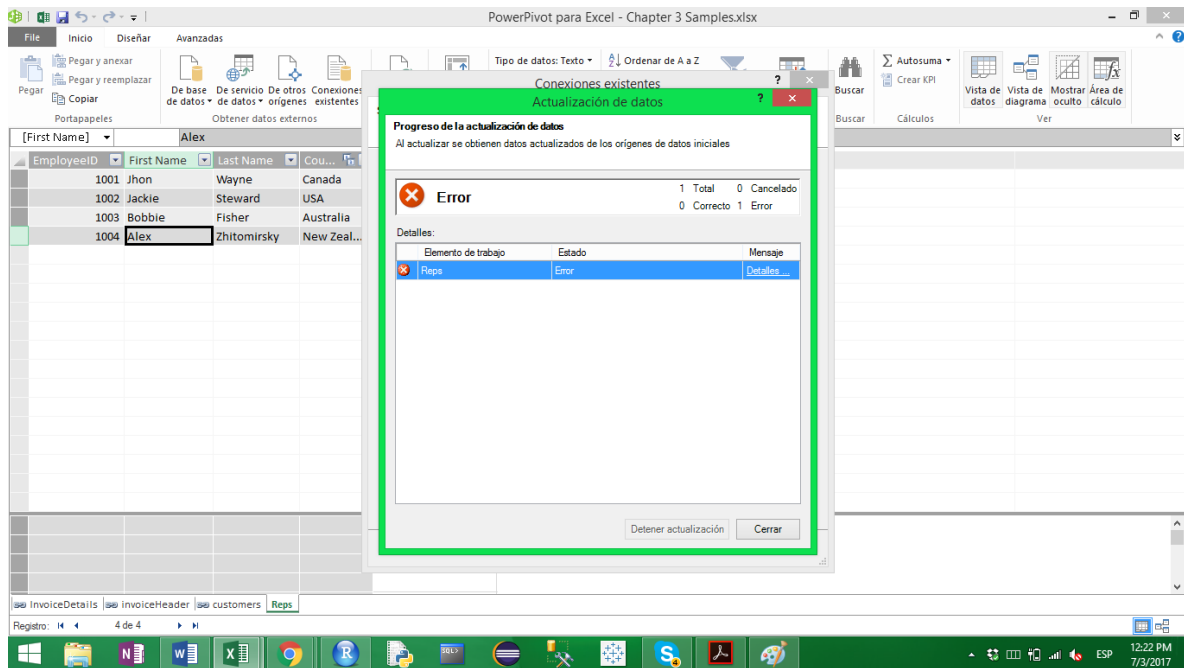 PowerPivot para Excel - Chapter 3 Samples.xlsx
File Inicio Diseñar Avanzadas
Pegar
Pegar y anexar
Pegar y reemplazar
Copiar
Portapapeles
De base de datos
De servicio de datos
De otros orígenes
Conexiones existentes
Obtener datos externos
Tipo de datos: Texto
Ordenar de A a Z
Buscar
Buscar
Autosuma
Crear KPI
Cálculos
Vista de datos
Vista de diagrama
Mostrar oculto
Área de cálculo
Ver
[First Name] Alex
EmployeeID First Name Last Name Cou...
1001 Jhon Wayne Canada
1002 Jackie Steward USA
1003 Bobbie Fisher Australia
1004 Alex Zhitomirsky New Zeal...
Conexiones existentes ?
Actualización de datos ?
Progreso de la actualización de datos
Al actualizar se obtienen datos actualizados de los orígenes de datos iniciales
Error
1 Total 0 Cancelado
0 Correcto 1 Error
Detalles:
Elemento de trabajo Estado Mensaje
Reps Error Detalles ...
Detener actualización Cerrar
InvoiceDetails invoiceHeader customers Reps
Registro: 4 de 4
ESP
12:22 PM
7/3/2017